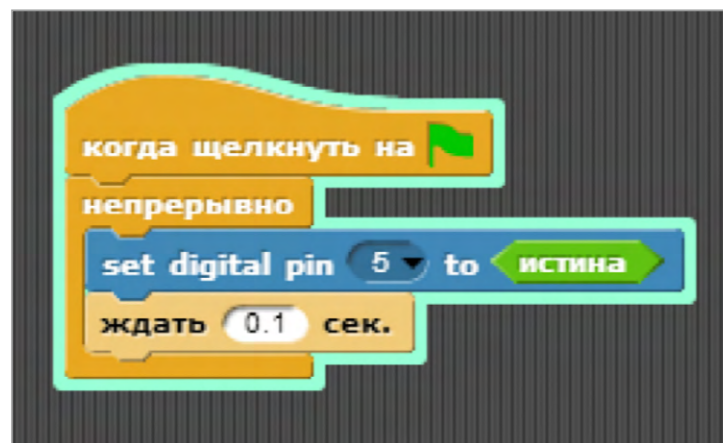 когда щелкнуть на
непрерывно
set digital pin 5 to истина
ждать 0.1 сек.